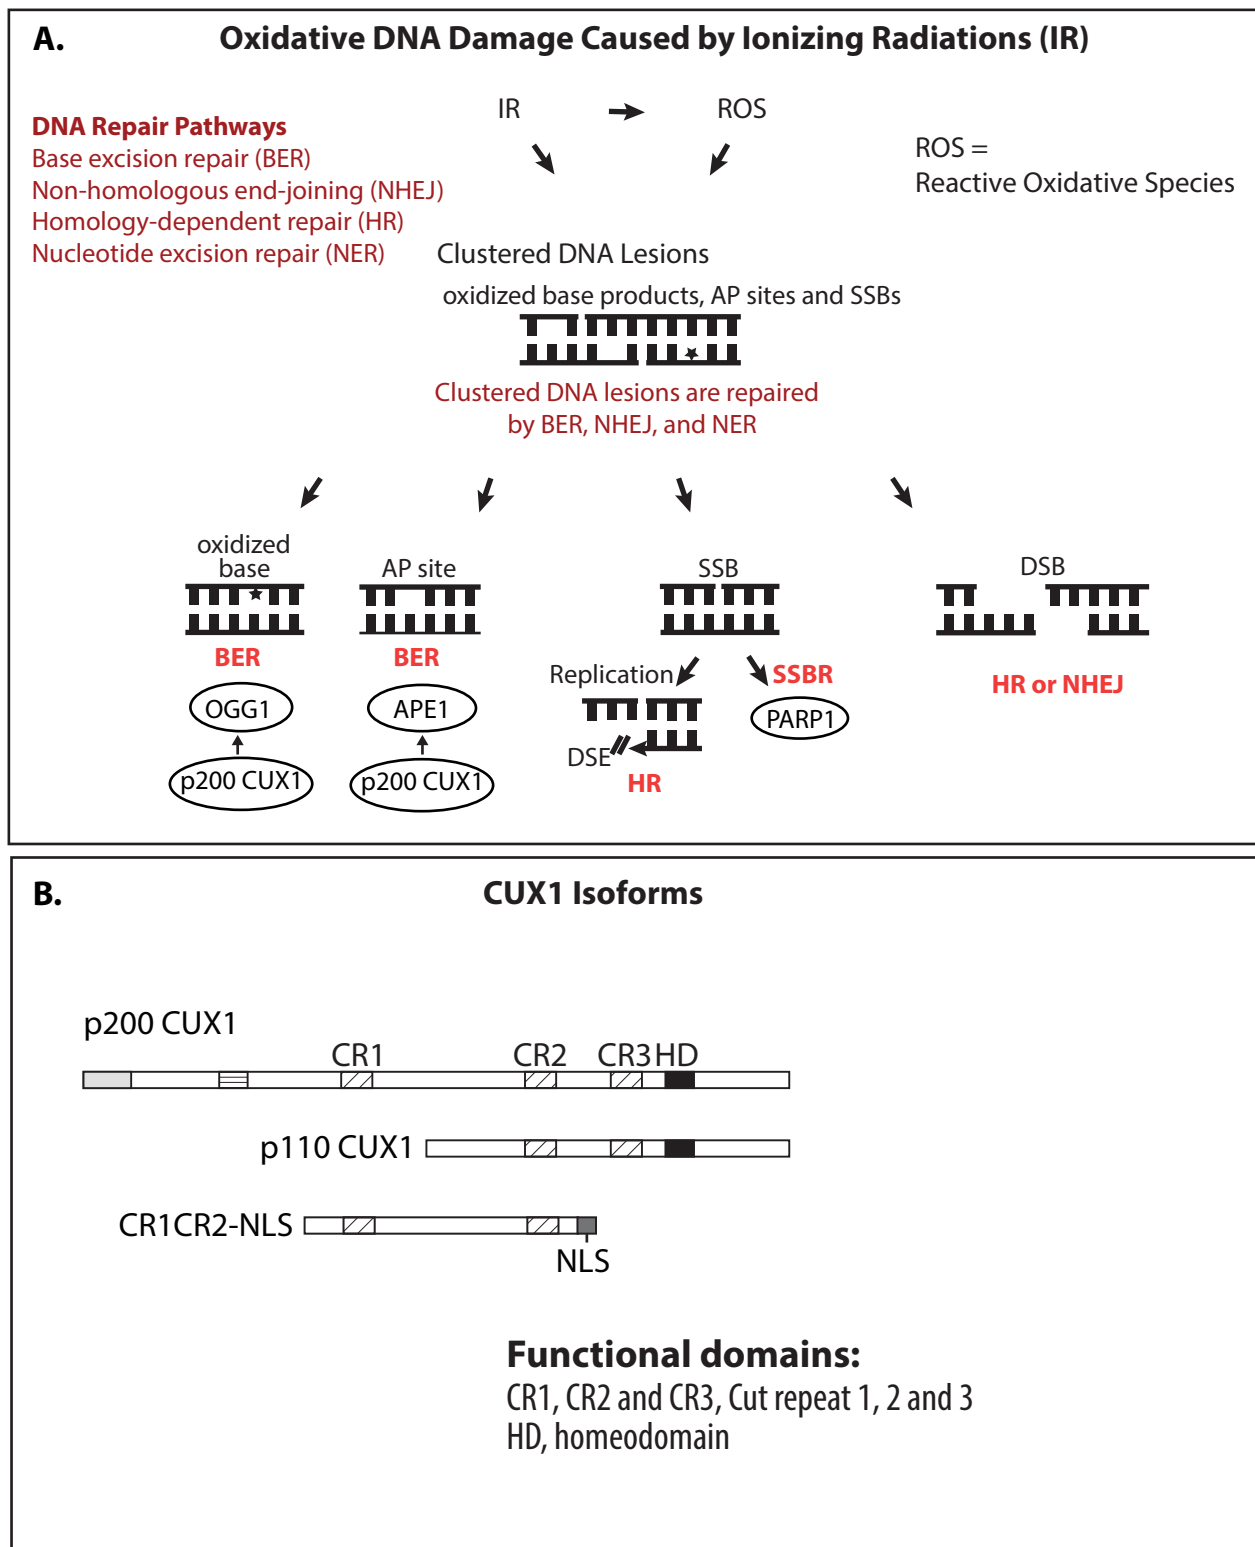 A.
Oxidative DNA Damage Caused by Ionizing Radiations (IR)
IR
ROS
DNA Repair Pathways
Base excision repair (BER)
Non-homologous end-joining (NHEJ)
Homology-dependent repair (HR)
Nucleotide excision repair (NER)
ROS =
Reactive Oxidative Species
Clustered DNA Lesions
oxidized base products, AP sites and SSBs
Clustered DNA lesions are repaired
by BER, NHEJ, and NER
oxidized
base
BER
OGG1
p200 CUX1
AP site
BER
APE1
p200 CUX1
SSB
Replication
DSE
HR
SSBR
PARP1
DSB
HR or NHEJ
B.
CUX1 Isoforms
p200 CUX1
CR1
CR2
CR3
HD
p110 CUX1
CR1CR2-NLS
NLS
Functional domains:
CR1, CR2 and CR3, Cut repeat 1, 2 and 3
HD, homeodomain